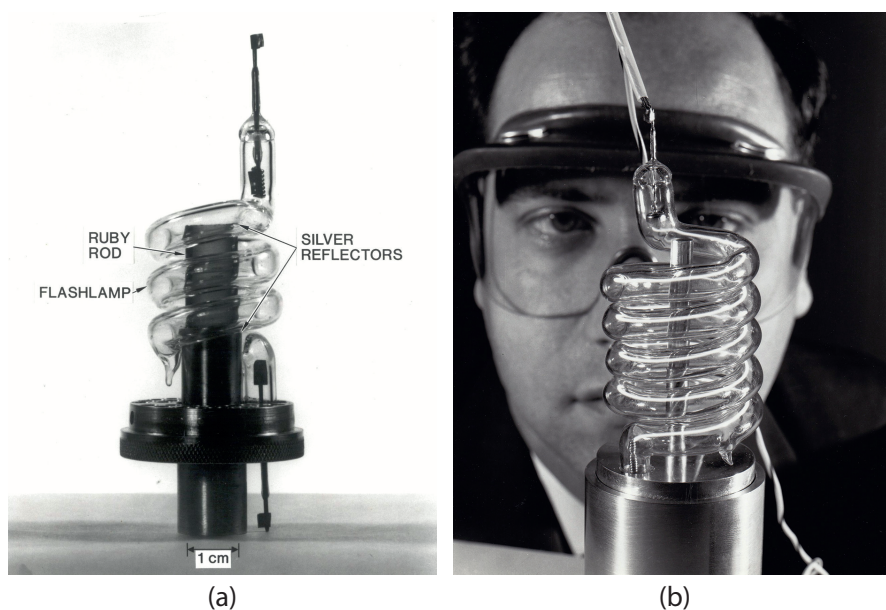 RUBY
ROD
SILVER
REFLECTORS
FLASHLAMP
1 cm
(a)
(b)